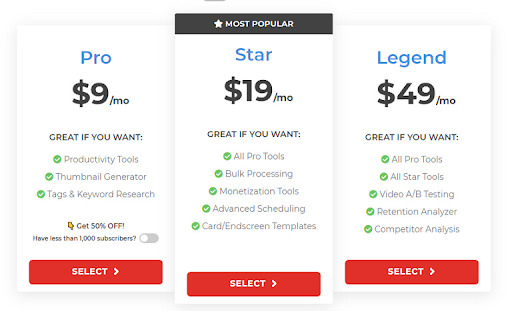 MOST POPULAR
Pro
$9/mo
GREAT IF YOU WANT:
Productivity Tools
Thumbnail Generator
Tags & Keyword Research
Get 50% OFF!
Have less than 1,000 subscribers?
SELECT >
Star
$19/mo
GREAT IF YOU WANT:
All Pro Tools
Bulk Processing
Monetization Tools
Advanced Scheduling
Card/Endscreen Templates
SELECT >
Legend
$49/mo
GREAT IF YOU WANT:
All Pro Tools
All Star Tools
Video A/B Testing
Retention Analyzer
Competitor Analysis
SELECT >